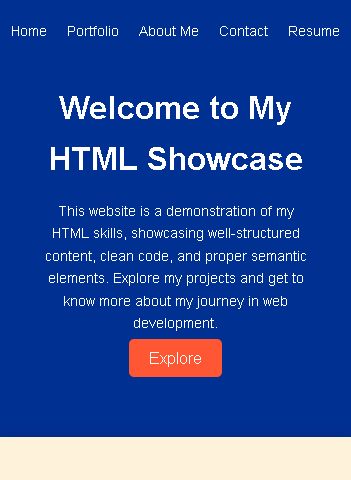 Home Portfolio About Me Contact Resume
Welcome to My
HTML Showcase
This website is a demonstration of my
HTML skills, showcasing well-structured
content, clean code, and proper semantic
elements. Explore my projects and get to
know more about my journey in web
development.
Explore